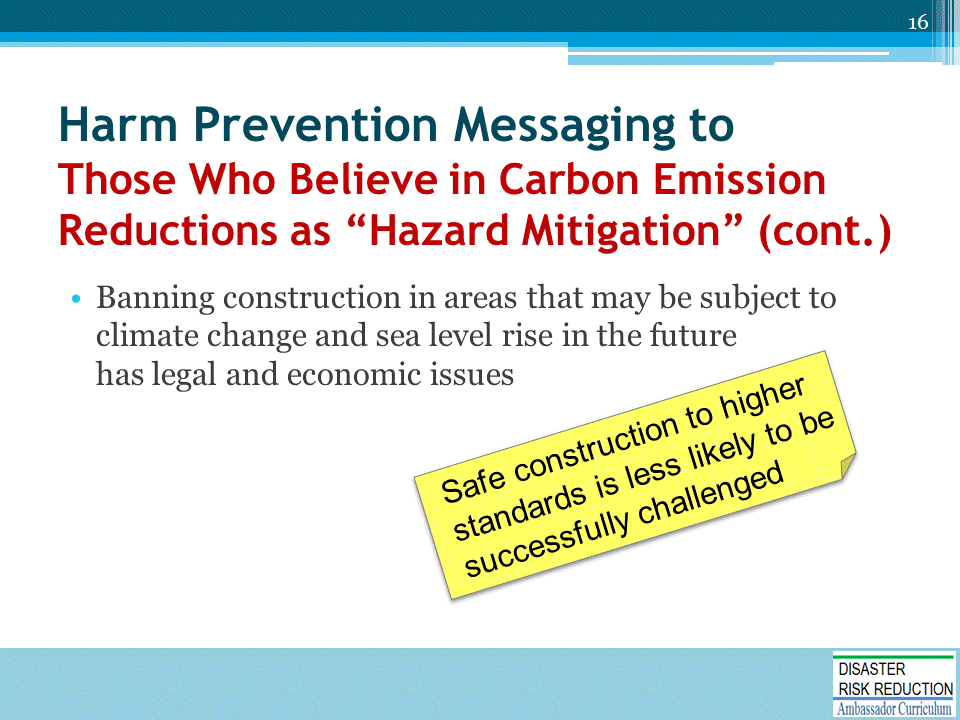 16
Harm Prevention Messaging to
Those Who Believe in Carbon Emission
Reductions as “Hazard Mitigation” (cont.)
• Banning construction in areas that may be subject to
climate change and sea level rise in the future
has legal and economic issues
Safe construction to higher
standards is less likely to be
successfully challenged
DISASTER
RISK REDUCTION
Ambassador Curriculum